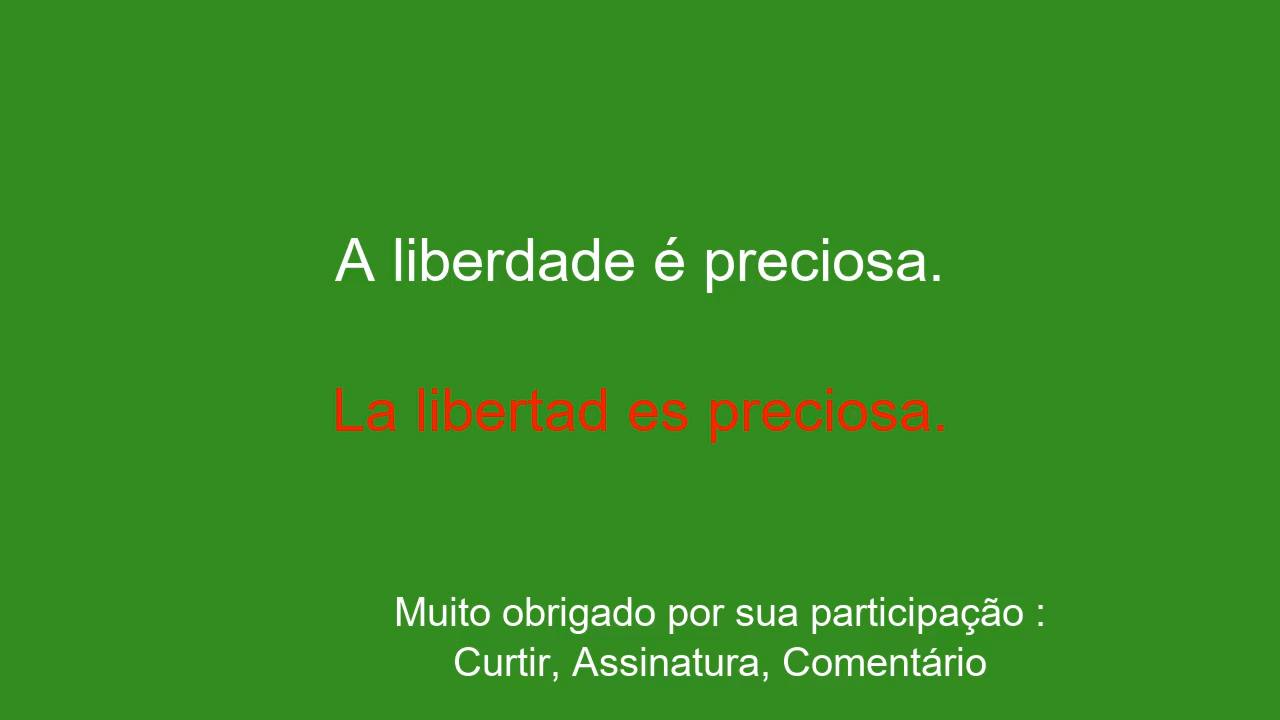 A liberdade é preciosa.
La libertad es preciosa.
Muito obrigado por sua participação :
Curtir, Assinatura, Comentário